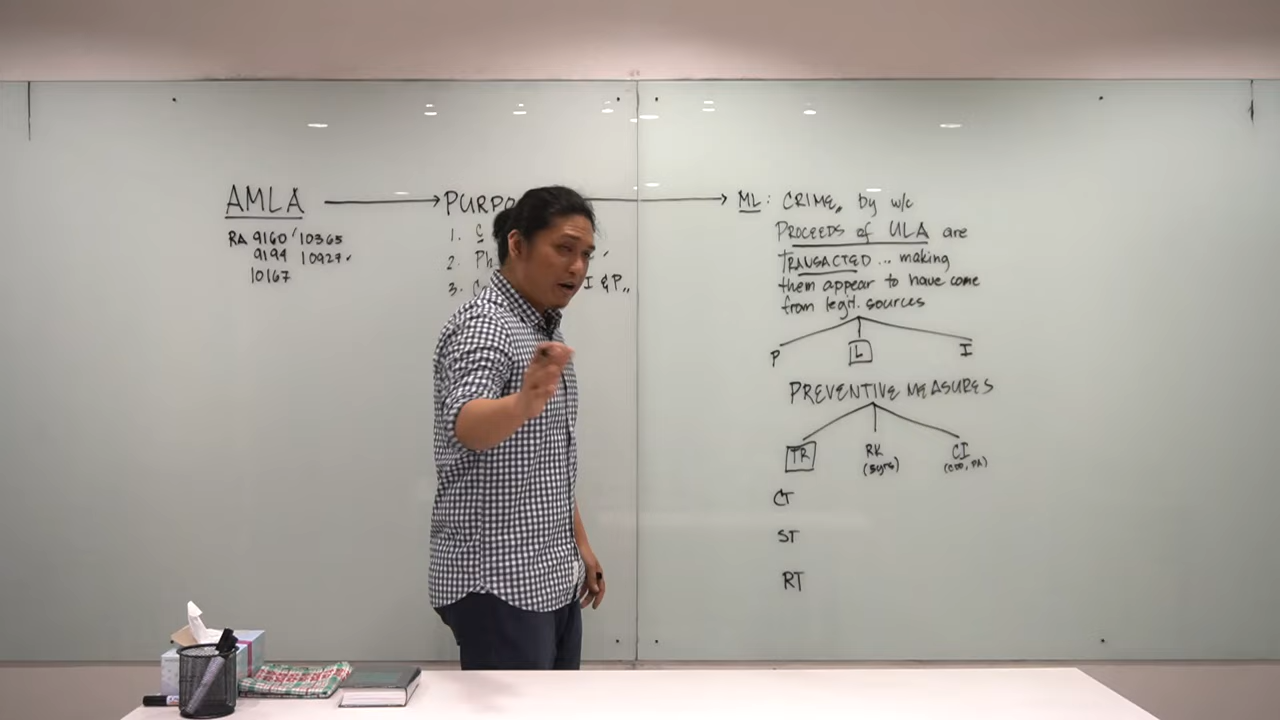 AMLA
RA 9160 10365
9194 10927
10167
PURPO
1. S
2. Ph
3. Co I & P
ML: CRIME, by w/c
PROCEEDS of ULA are
TRANSACTED ... making
them appear to have come
from legit. sources
P L I
PREVENTIVE MEASURES
TR RK CI
(5yrs) (CDD, PA)
CT
ST
RT